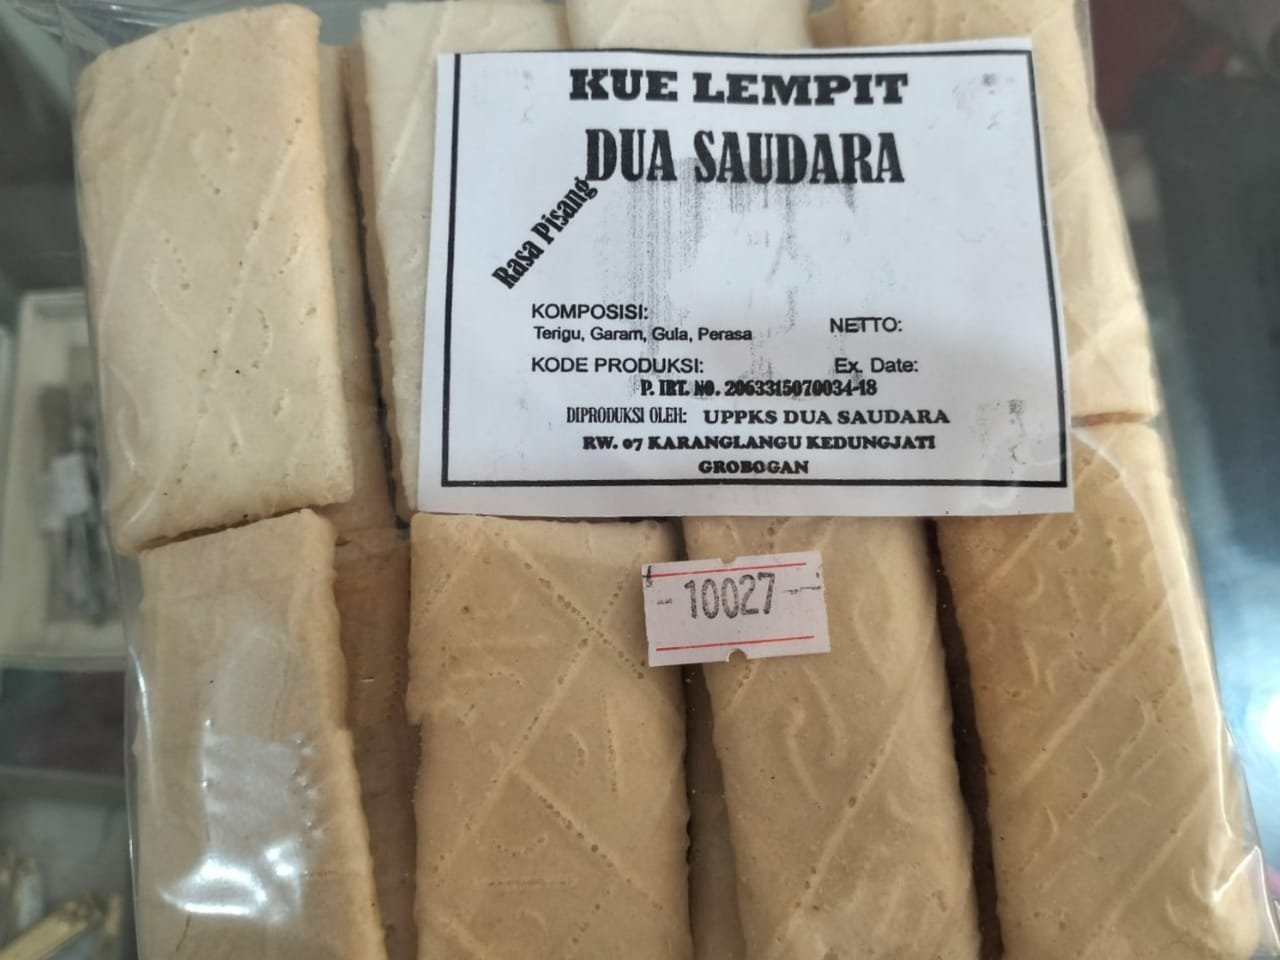 KUE LEMPIT
DUA SAUDARA
Rasa Pisang
KOMPOSISI:
Terigu, Garam, Gula, Perasa
NETTO:
KODE PRODUKSI:
Ex. Date:
P. IRT. NO. 2063315070034-18
DIPRODUKSI OLEH: UPPKS DUA SAUDARA
RW. 07 KARANGLANGU KEDUNGJATI
GROBOGAN
10027